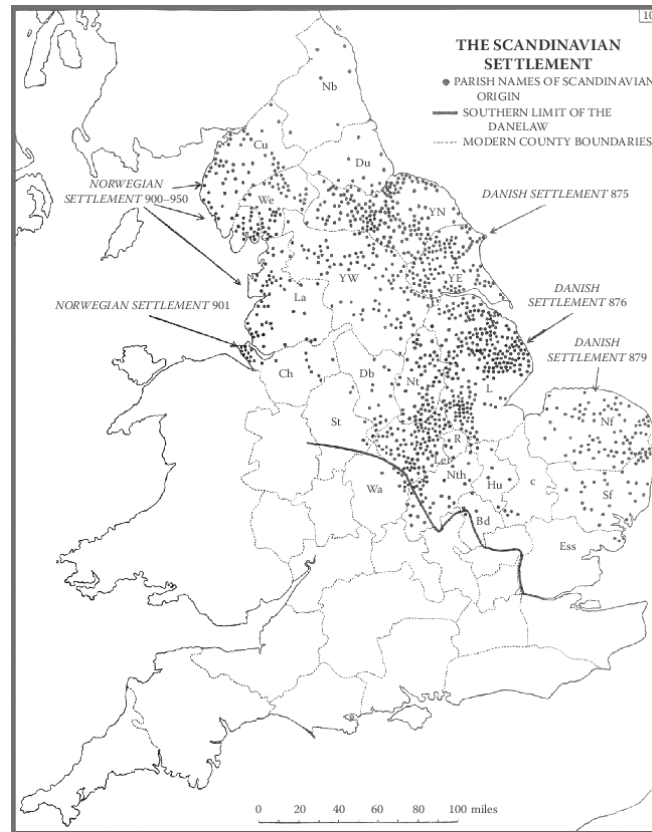 10
THE SCANDINAVIAN
SETTLEMENT
PARISH NAMES OF SCANDINAVIAN
ORIGIN
SOUTHERN LIMIT OF THE
DANELAW
MODERN COUNTY BOUNDARIES
Nb
Cu
Du
NORWEGIAN
SETTLEMENT 900–950
We
YN
DANISH SETTLEMENT 875
YW
YE
La
NORWEGIAN SETTLEMENT 901
DANISH
SETTLEMENT 876
DANISH
SETTLEMENT 879
Ch
Db
Nt
L
St
Nf
R
Lei
Wa
Nth
Hu
c
Sf
Bd
Ess
0 20 40 60 80 100 miles